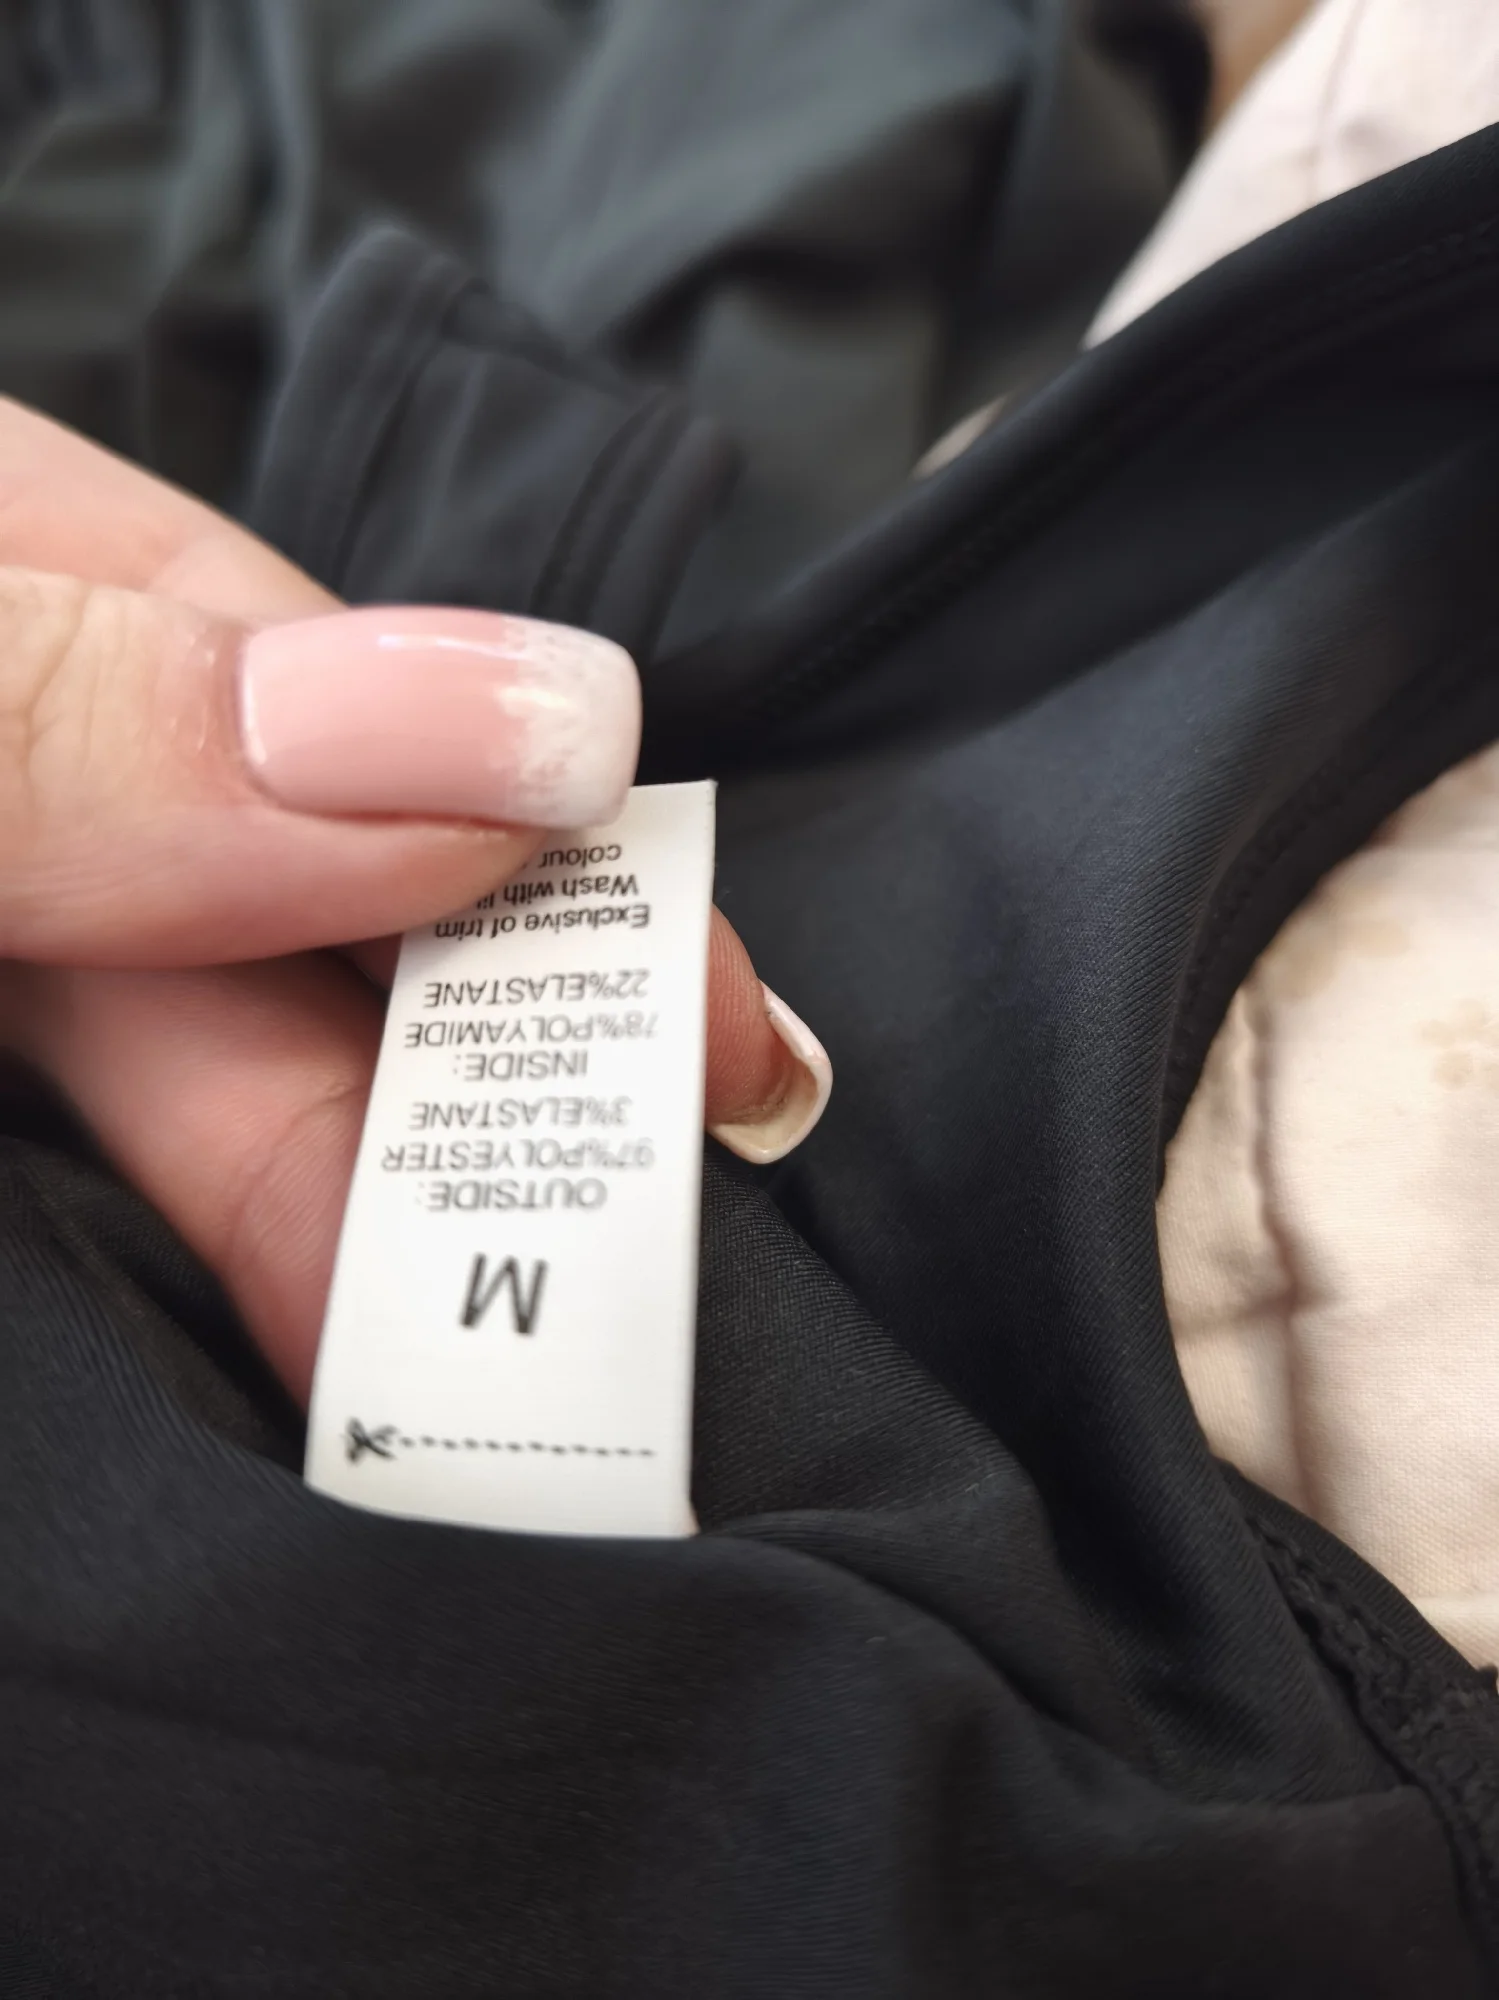 M
OUTSIDE:
97%POLYESTER
3%ELASTANE
INSIDE:
78%POLYAMIDE
22%ELASTANE
Exclusive of trim
Wash with
colour